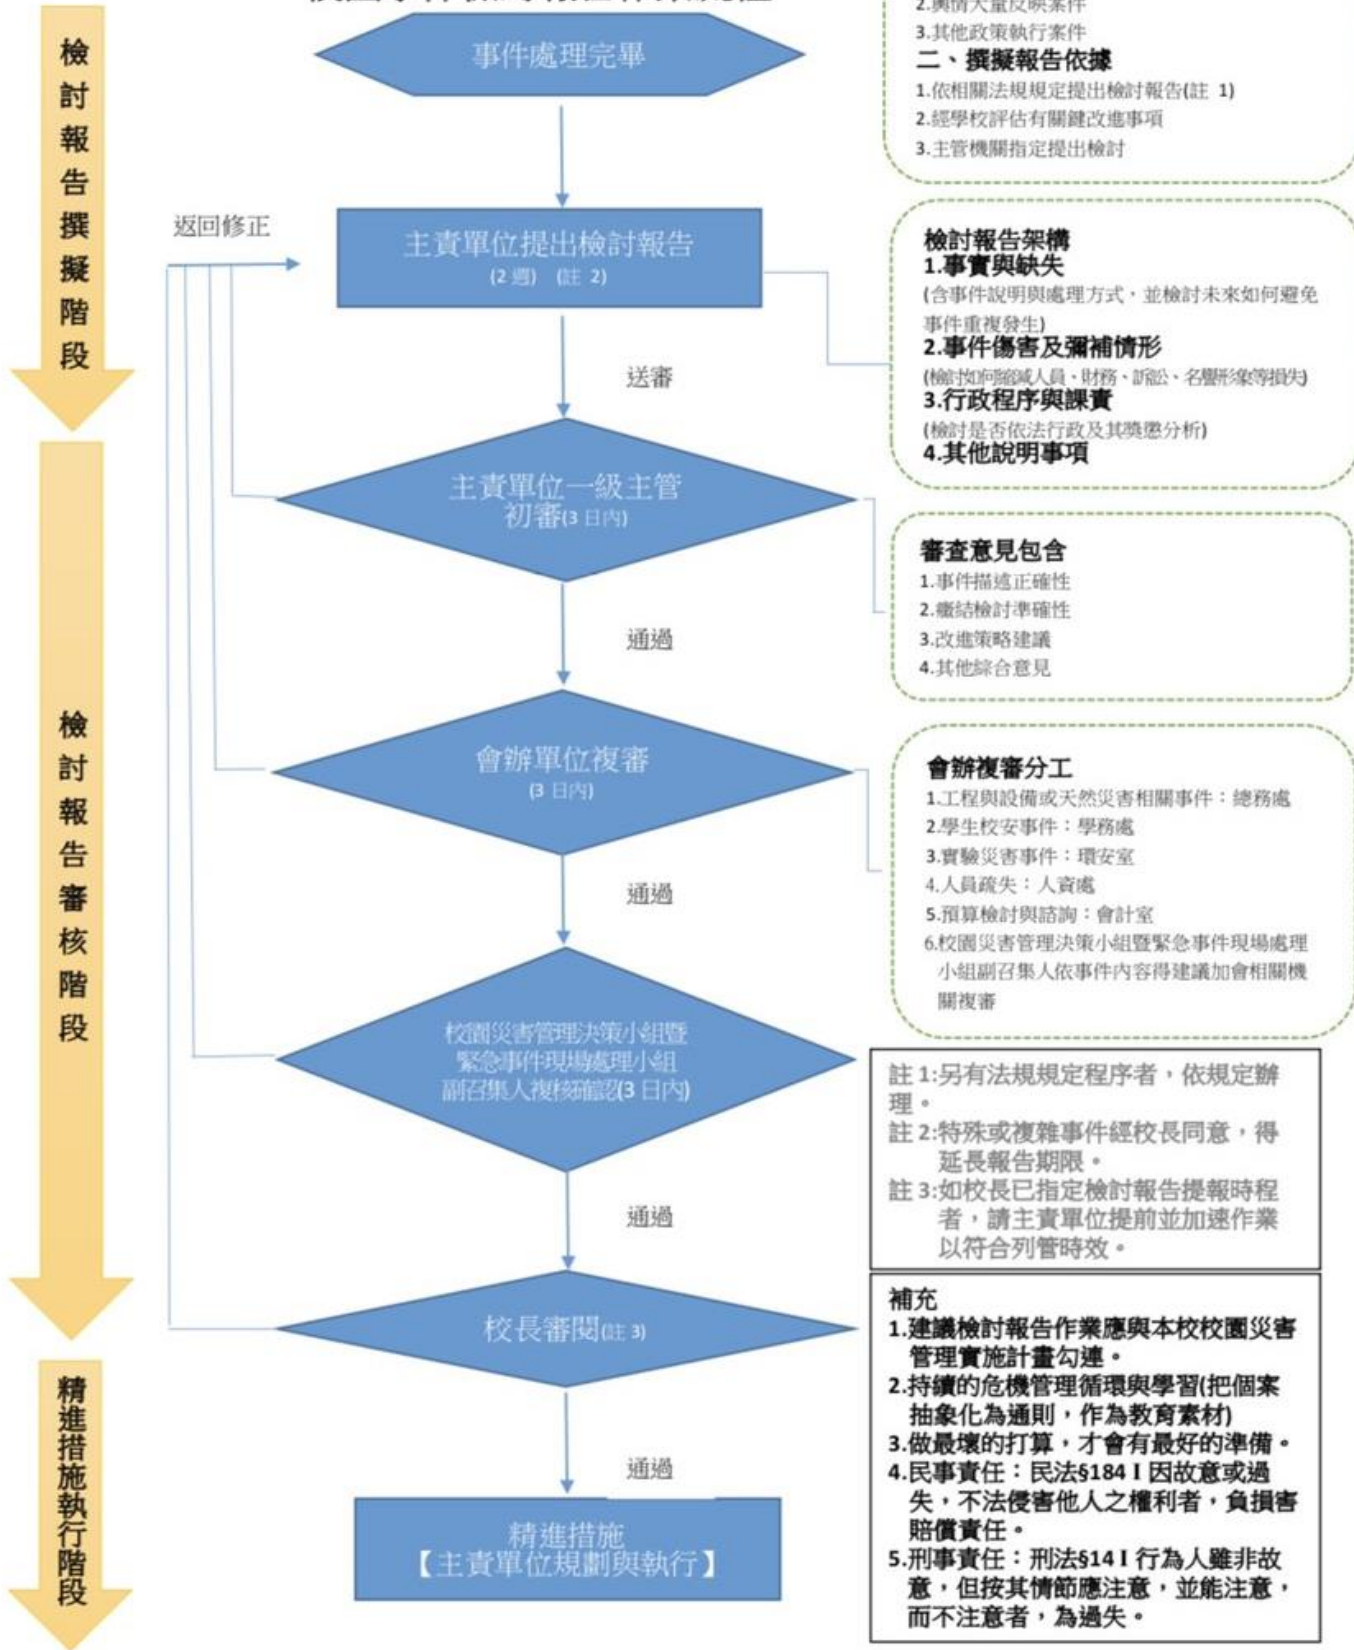 2.輿情大量反映案件
3.其他政策執行案件
二、撰擬報告依據
1.依相關法規規定提出檢討報告(註 1)
2.經學校評估有關鍵改進事項
3.主管機關指定提出檢討
檢討報告撰擬階段
事件處理完畢
返回修正
主責單位提出檢討報告
(2 週) (註 2)
檢討報告架構
1.事實與缺失
(含事件說明與處理方式，並檢討未來如何避免
事件重複發生)
2.事件傷害及彌補情形
(檢討如何縮減人員、財務、訴訟、名譽形象等損失)
3.行政程序與課責
(檢討是否依法行政及其獎懲分析)
4.其他說明事項
送審
檢討報告審核階段
主責單位一級主管
初審(3 日內)
審查意見包含
1.事件描述正確性
2.癥結檢討準確性
3.改進策略建議
4.其他綜合意見
通過
會辦單位複審
(3 日內)
會辦複審分工
1.工程與設備或天然災害相關事件：總務處
2.學生校安事件：學務處
3.實驗災害事件：環安室
4.人員疏失：人資處
5.預算檢討與諮詢：會計室
6.校園災害管理決策小組暨緊急事件現場處理
小組副召集人依事件內容得建議加會相關機
關複審
通過
校園災害管理決策小組暨
緊急事件現場處理小組
副召集人複核確認(3 日內)
註 1:另有法規規定程序者，依規定辦
理。
註 2:特殊或複雜事件經校長同意，得
延長報告期限。
註 3:如校長已指定檢討報告提報時程
者，請主責單位提前並加速作業
以符合列管時效。
通過
校長審閱(註 3)
補充
1.建議檢討報告作業應與本校校園災害
管理實施計畫勾連。
2.持續的危機管理循環與學習(把個案
抽象化為通則，作為教育素材)
3.做最壞的打算，才會有最好的準備。
4.民事責任：民法§184 I 因故意或過
失，不法侵害他人之權利者，負損害
賠償責任。
5.刑事責任：刑法§14 I 行為人雖非故
意，但按其情節應注意，並能注意，
而不注意者，為過失。
通過
精進措施執行階段
精進措施
【主責單位規劃與執行】